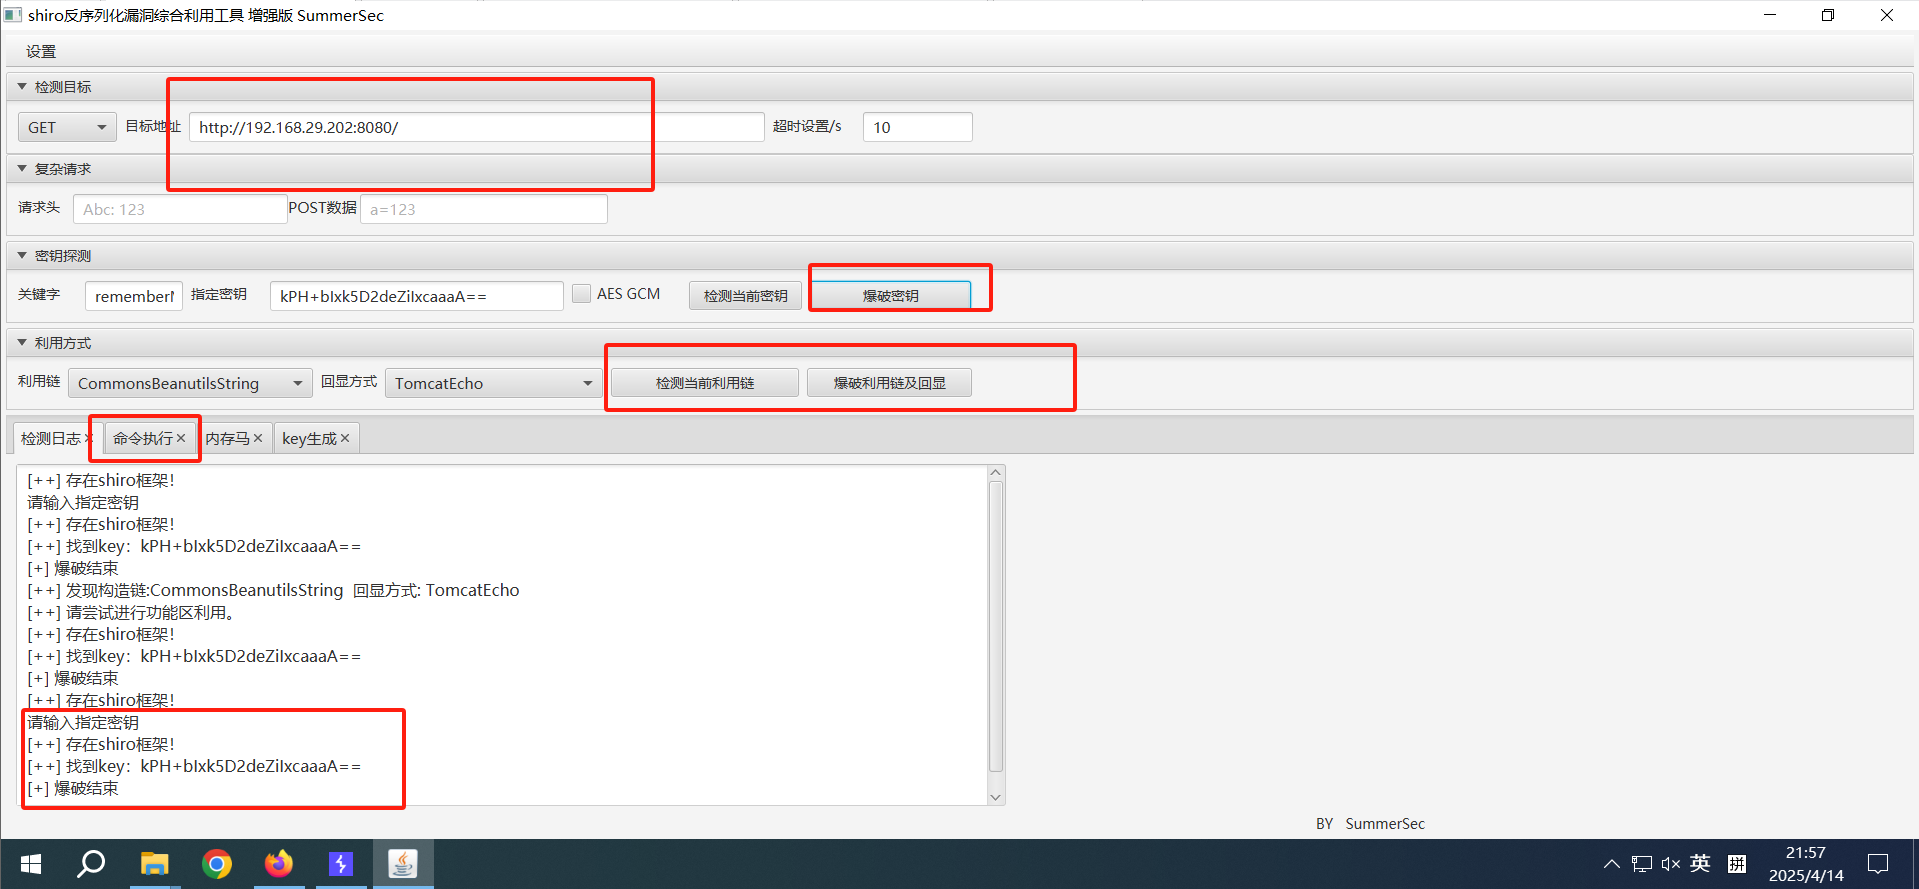 shiro反序列化漏洞综合利用工具 增强版 SummerSec
设置
检测目标
GET 目标地址 http://192.168.29.202:8080/ 超时设置/s 10
复杂请求
请求头 Abc: 123 POST数据 a=123
密钥探测
关键字 rememberM 指定密钥 kPH+bIxk5D2deZiIxcaaaA== AES GCM 检测当前密钥 爆破密钥
利用方式
利用链 CommonsBeanutilsString 回显方式 TomcatEcho 检测当前利用链 爆破利用链及回显
检测日志 命令执行 内存马 key生成
[++] 存在shiro框架！
请输入指定密钥
[++] 存在shiro框架！
[++] 找到key：kPH+bIxk5D2deZiIxcaaaA==
[+] 爆破结束
[++] 发现构造链:CommonsBeanutilsString 回显方式: TomcatEcho
[++] 请尝试进行功能区利用。
[++] 存在shiro框架！
[++] 找到key：kPH+bIxk5D2deZiIxcaaaA==
[+] 爆破结束
[++] 存在shiro框架！
请输入指定密钥
[++] 存在shiro框架！
[++] 找到key：kPH+bIxk5D2deZiIxcaaaA==
[+] 爆破结束
BY SummerSec
英 拼 21:57
2025/4/14